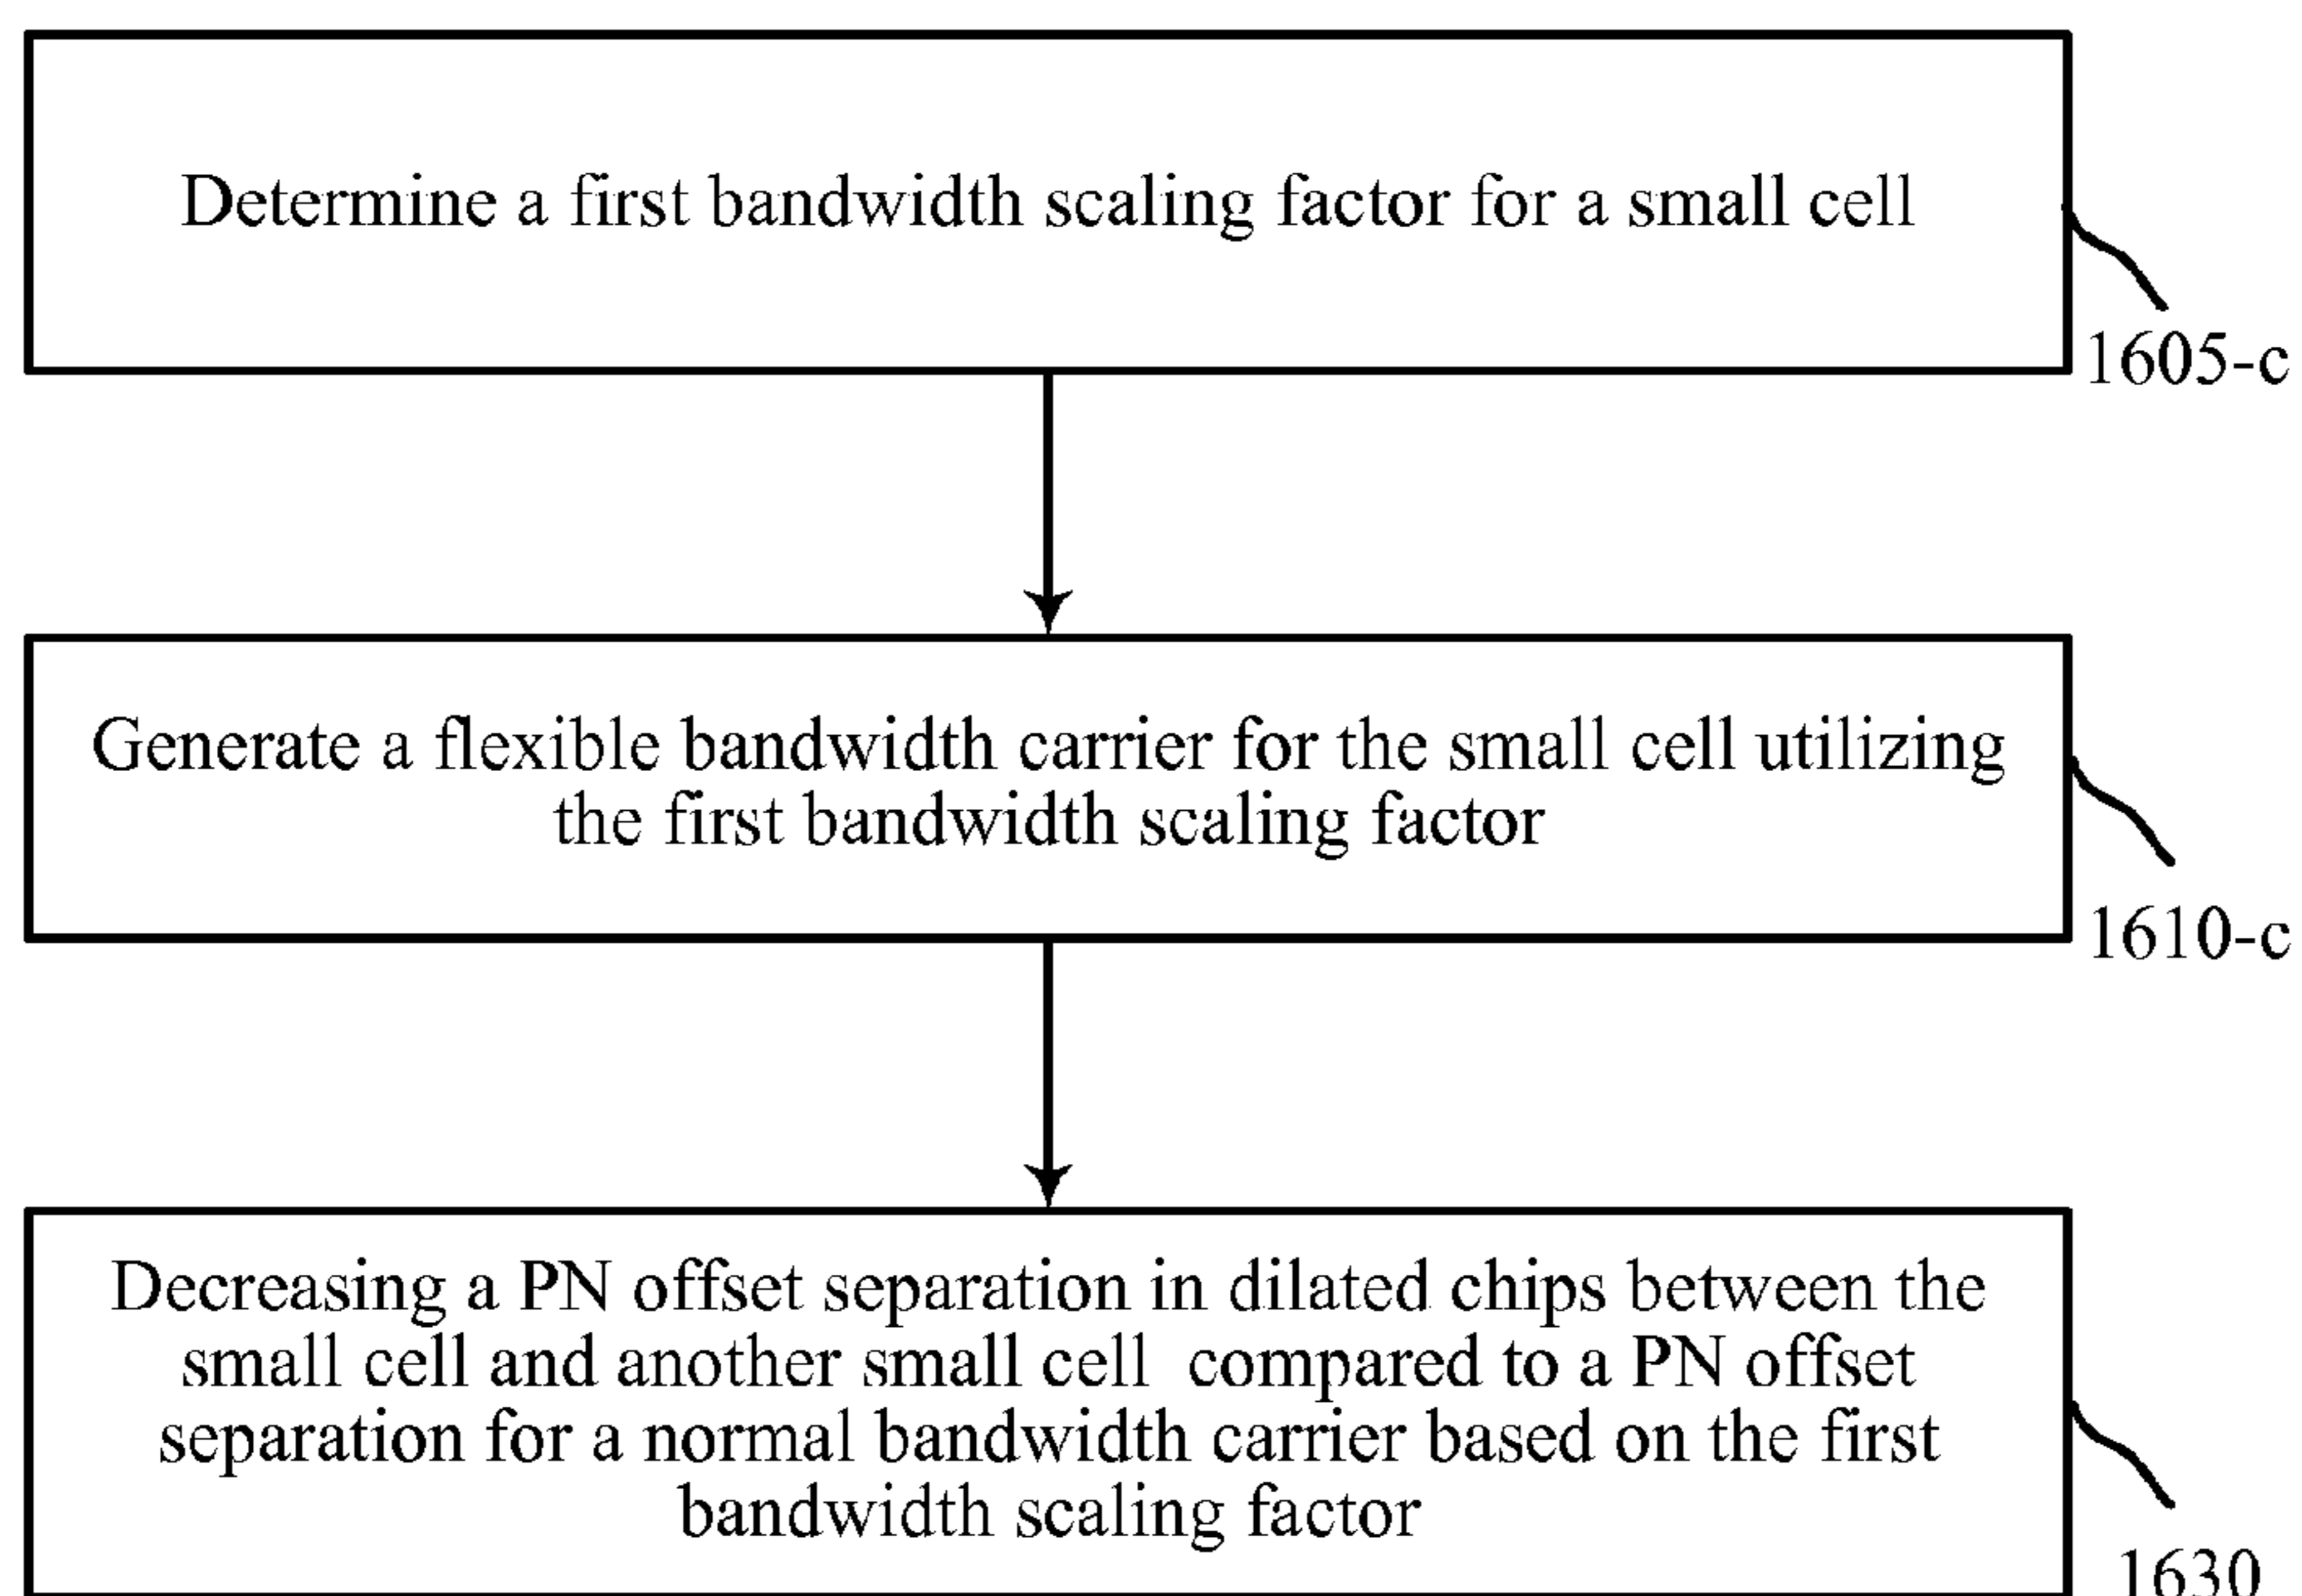 Determine a first bandwidth scaling factor for a small cell
1605-c
Generate a flexible bandwidth carrier for the small cell utilizing
the first bandwidth scaling factor
1610-c
Decreasing a PN offset separation in dilated chips between the
small cell and another small cell compared to a PN offset
separation for a normal bandwidth carrier based on the first
bandwidth scaling factor
1630